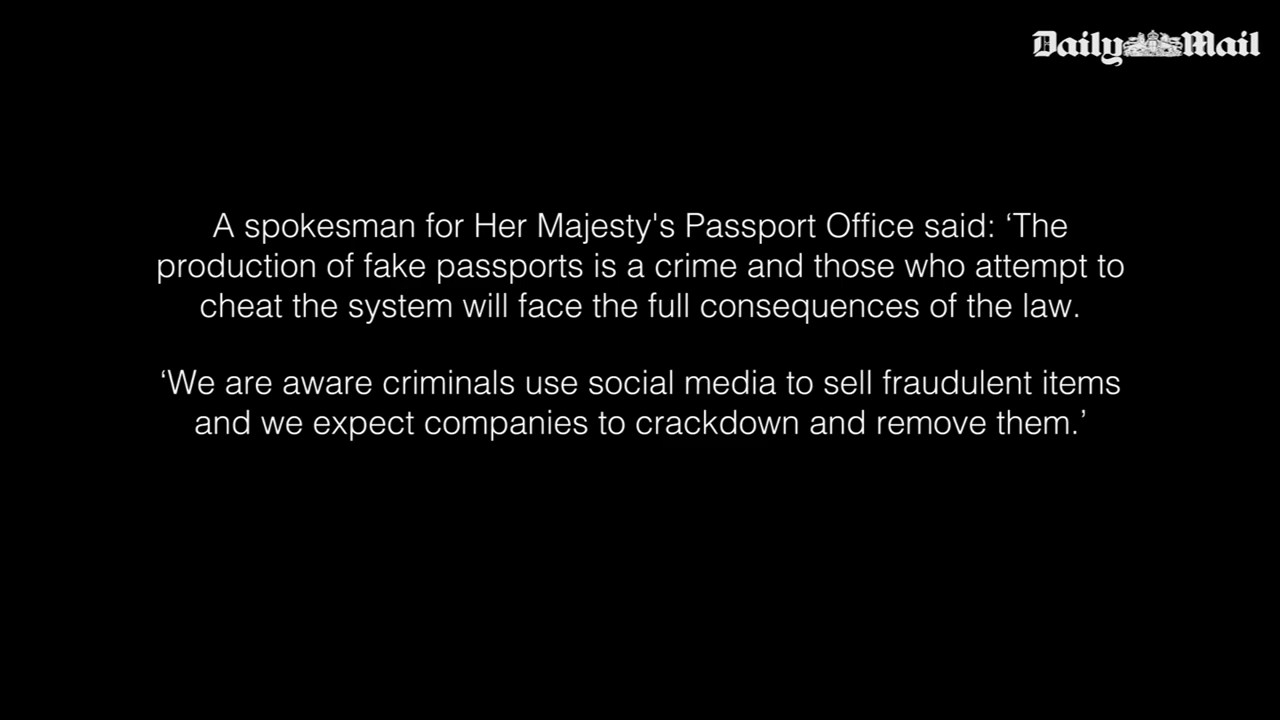 Daily Mail
A spokesman for Her Majesty's Passport Office said: ‘The
production of fake passports is a crime and those who attempt to
cheat the system will face the full consequences of the law.
‘We are aware criminals use social media to sell fraudulent items
and we expect companies to crackdown and remove them.’